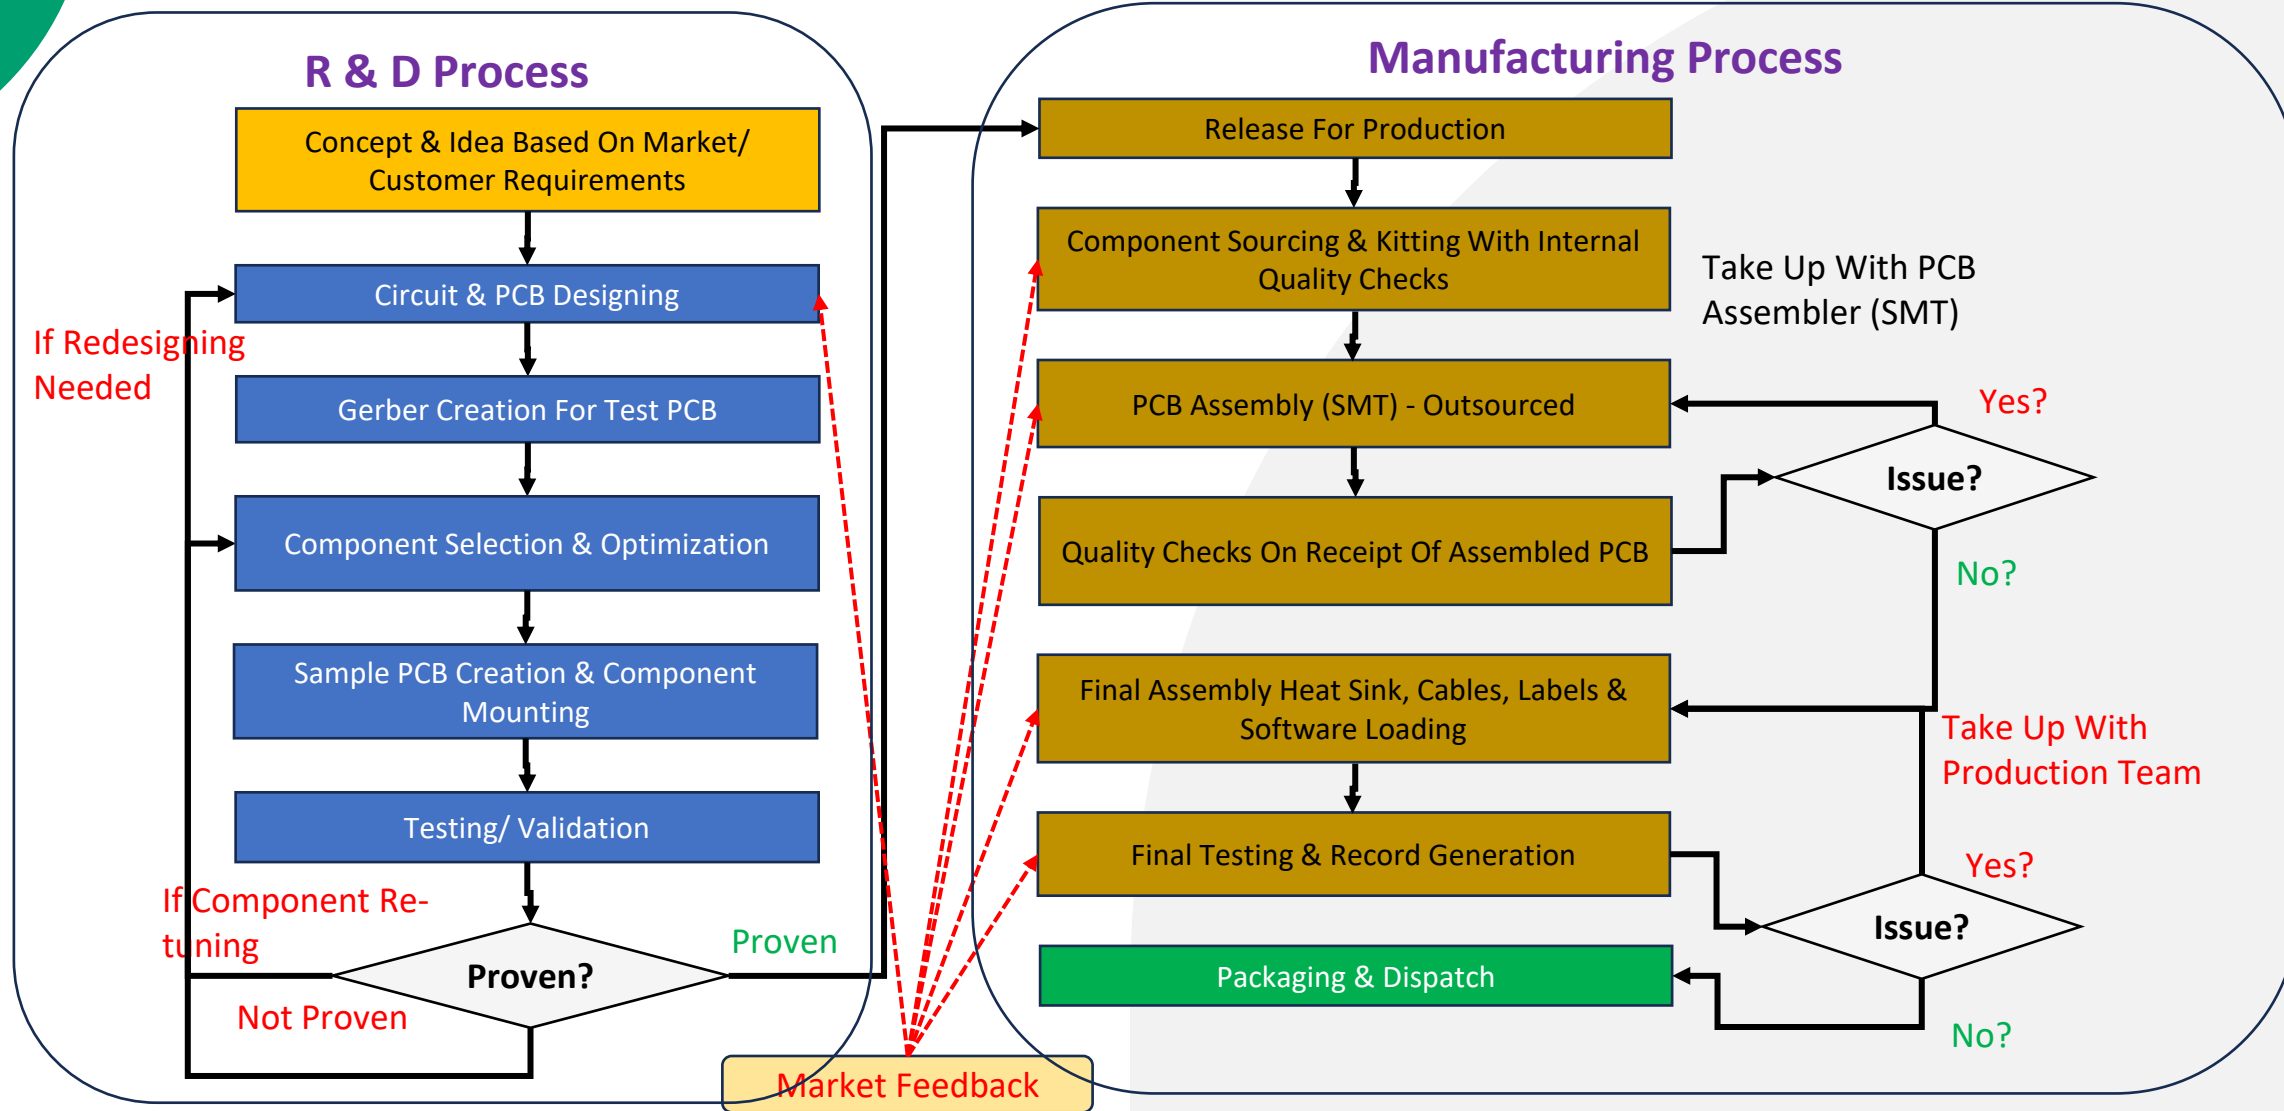 R & D Process
Concept & Idea Based On Market/
Customer Requirements
Circuit & PCB Designing
If Redesigning
Needed
Gerber Creation For Test PCB
Component Selection & Optimization
Sample PCB Creation & Component
Mounting
Testing/ Validation
If Component Re-
tuning
Proven?
Proven
Not Proven
Market Feedback
Manufacturing Process
Release For Production
Component Sourcing & Kitting With Internal
Quality Checks
Take Up With PCB
Assembler (SMT)
PCB Assembly (SMT) - Outsourced
Yes?
Issue?
Quality Checks On Receipt Of Assembled PCB
No?
Final Assembly Heat Sink, Cables, Labels &
Software Loading
Take Up With
Production Team
Final Testing & Record Generation
Yes?
Issue?
Packaging & Dispatch
No?